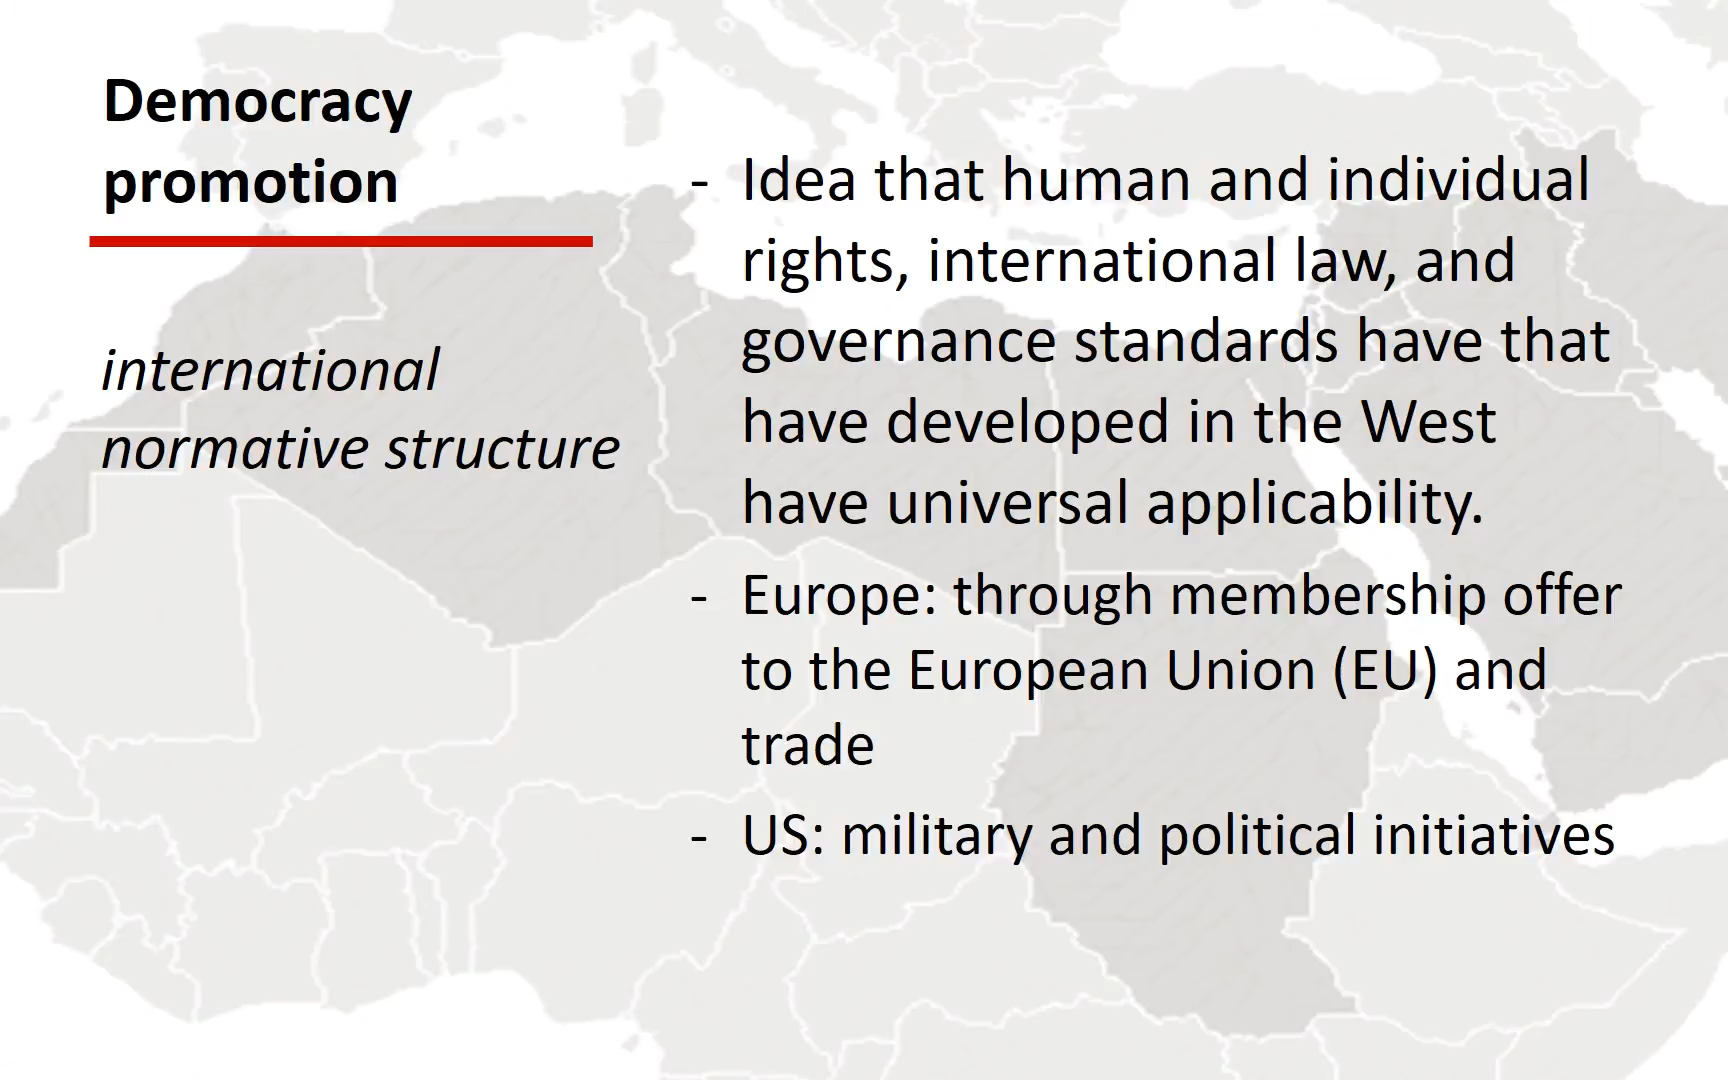 Democracy
promotion
international
normative structure
- Idea that human and individual
rights, international law, and
governance standards have that
have developed in the West
have universal applicability.
- Europe: through membership offer
to the European Union (EU) and
trade
- US: military and political initiatives